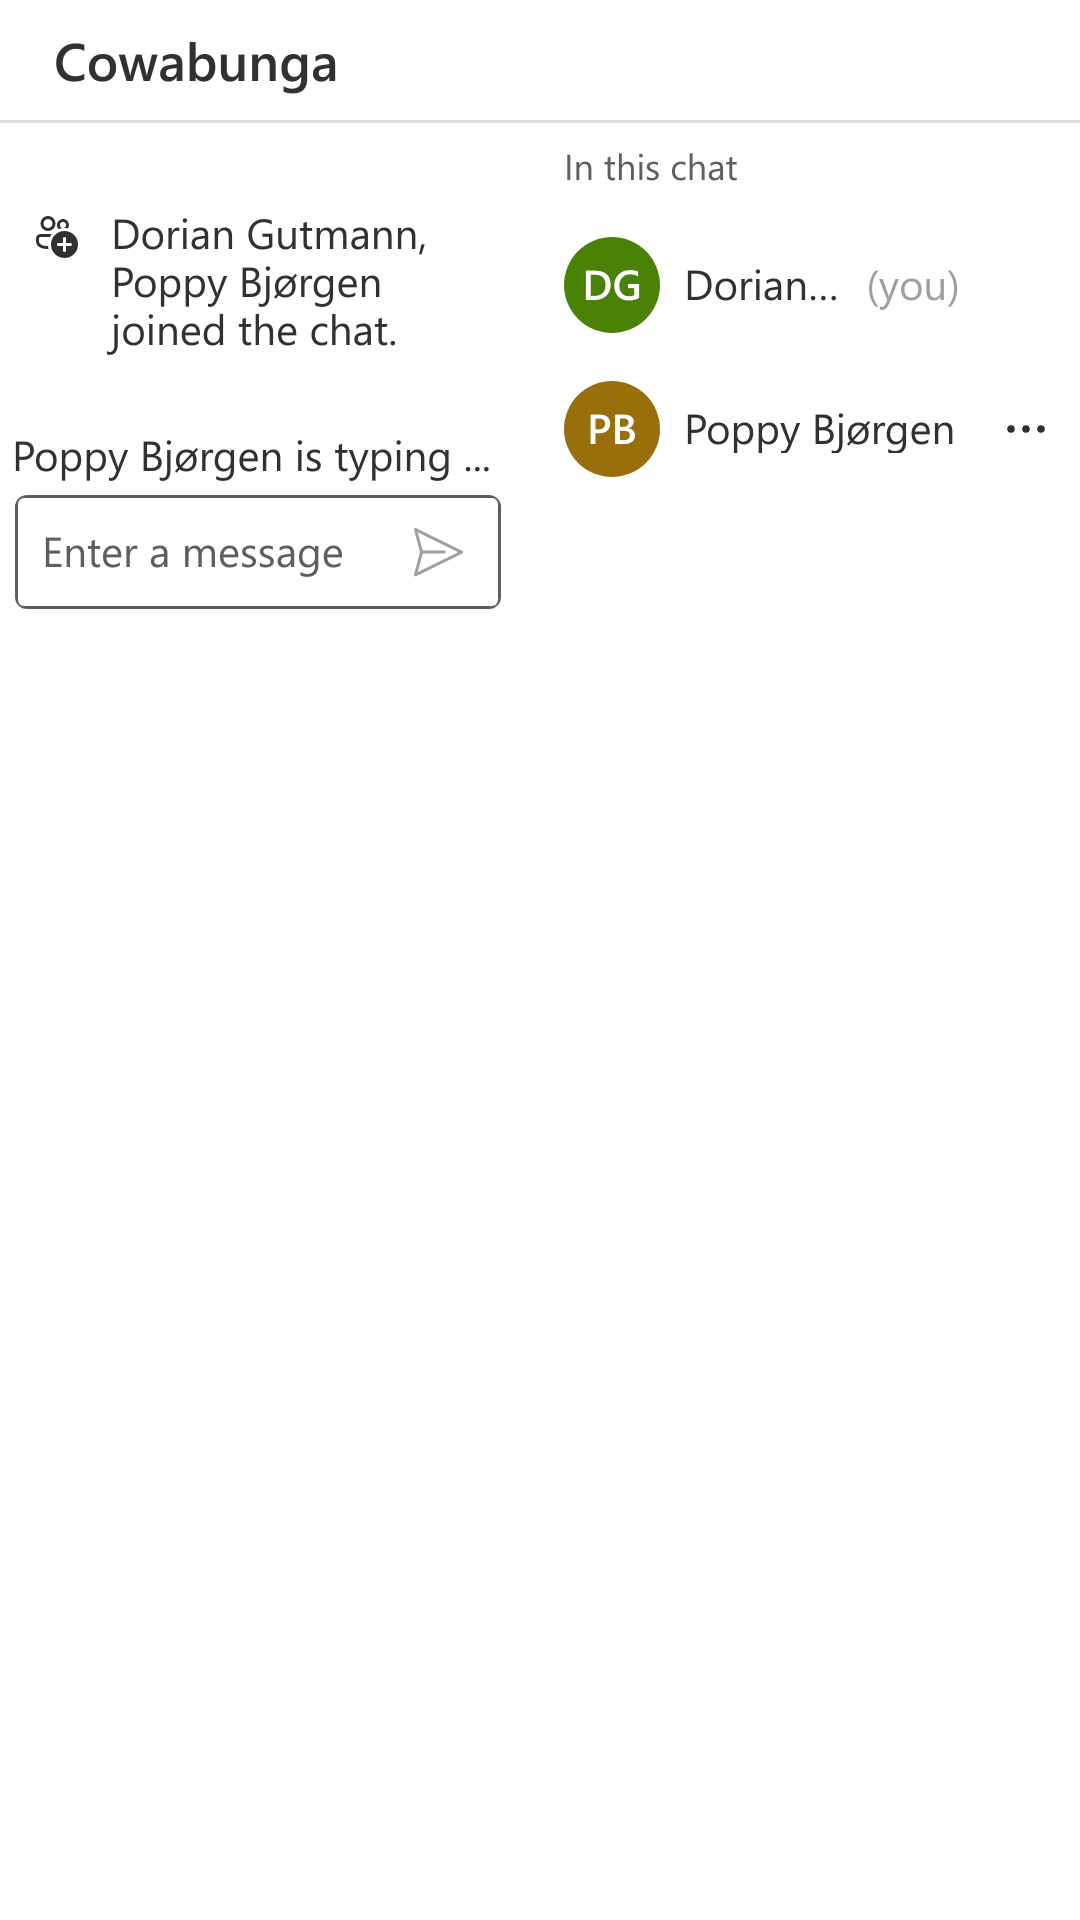 Cowabunga
Dorian Gutmann,
Poppy Bjørgen
joined the chat.
Poppy Bjørgen is typing ...
Enter a message
In this chat
DG Dorian... (you)
PB Poppy Bjørgen